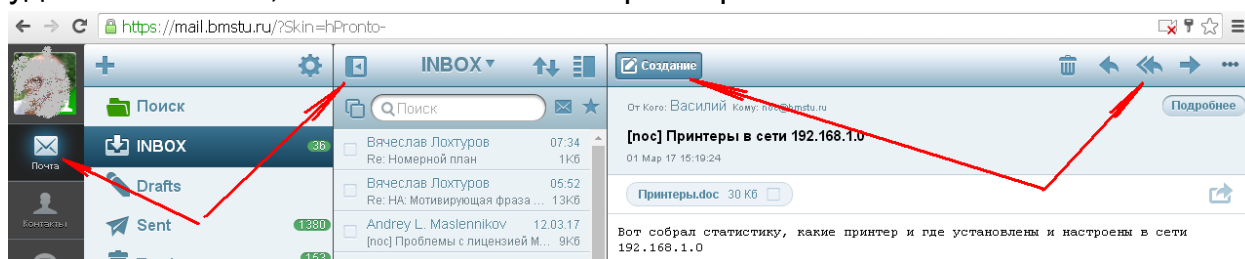 https://mail.bmstu.ru/?Skin=hPronto-
INBOX
Создание
Поиск
Поиск
От Кого: Василий Кому: noc@bmstu.ru
Подробнее
[noc] Принтеры в сети 192.168.1.0
01 Мар 17 15:19:24
Почта
INBOX 36
Вячеслав Лохтуров 07:34
Re: Номерной план 1Кб
Drafts
Вячеслав Лохтуров 05:52
Re: НА: Мотивирующая фраза ... 13Кб
Принтеры.doc 30 Кб
Контакты
Sent 1380
Andrey L. Maslennikov 12.03.17
[noc] Проблемы с лицензией М... 9Кб
Вот собрал статистику, какие принтер и где установлены и настроены в сети
192.168.1.0
153